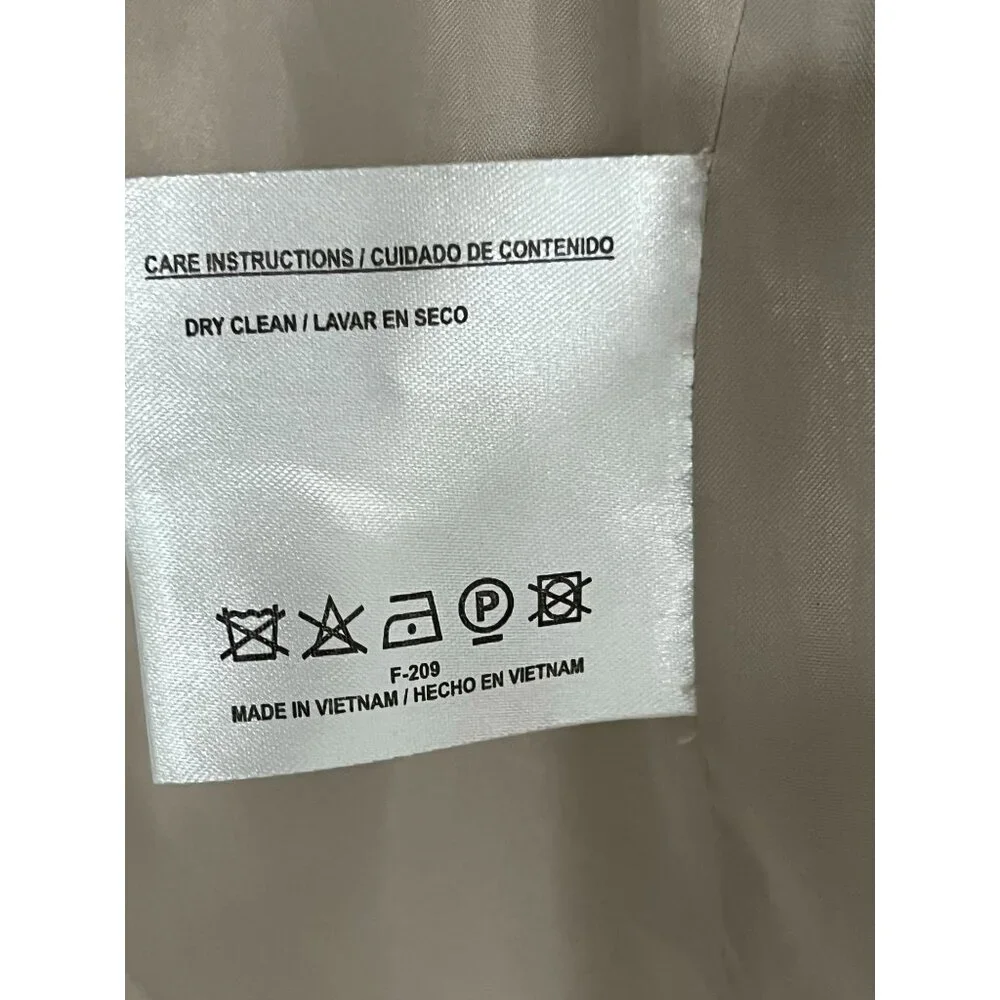 CARE INSTRUCTIONS / CUIDADO DE CONTENIDO
DRY CLEAN / LAVAR EN SECO
P
F-209
MADE IN VIETNAM / HECHO EN VIETNAM